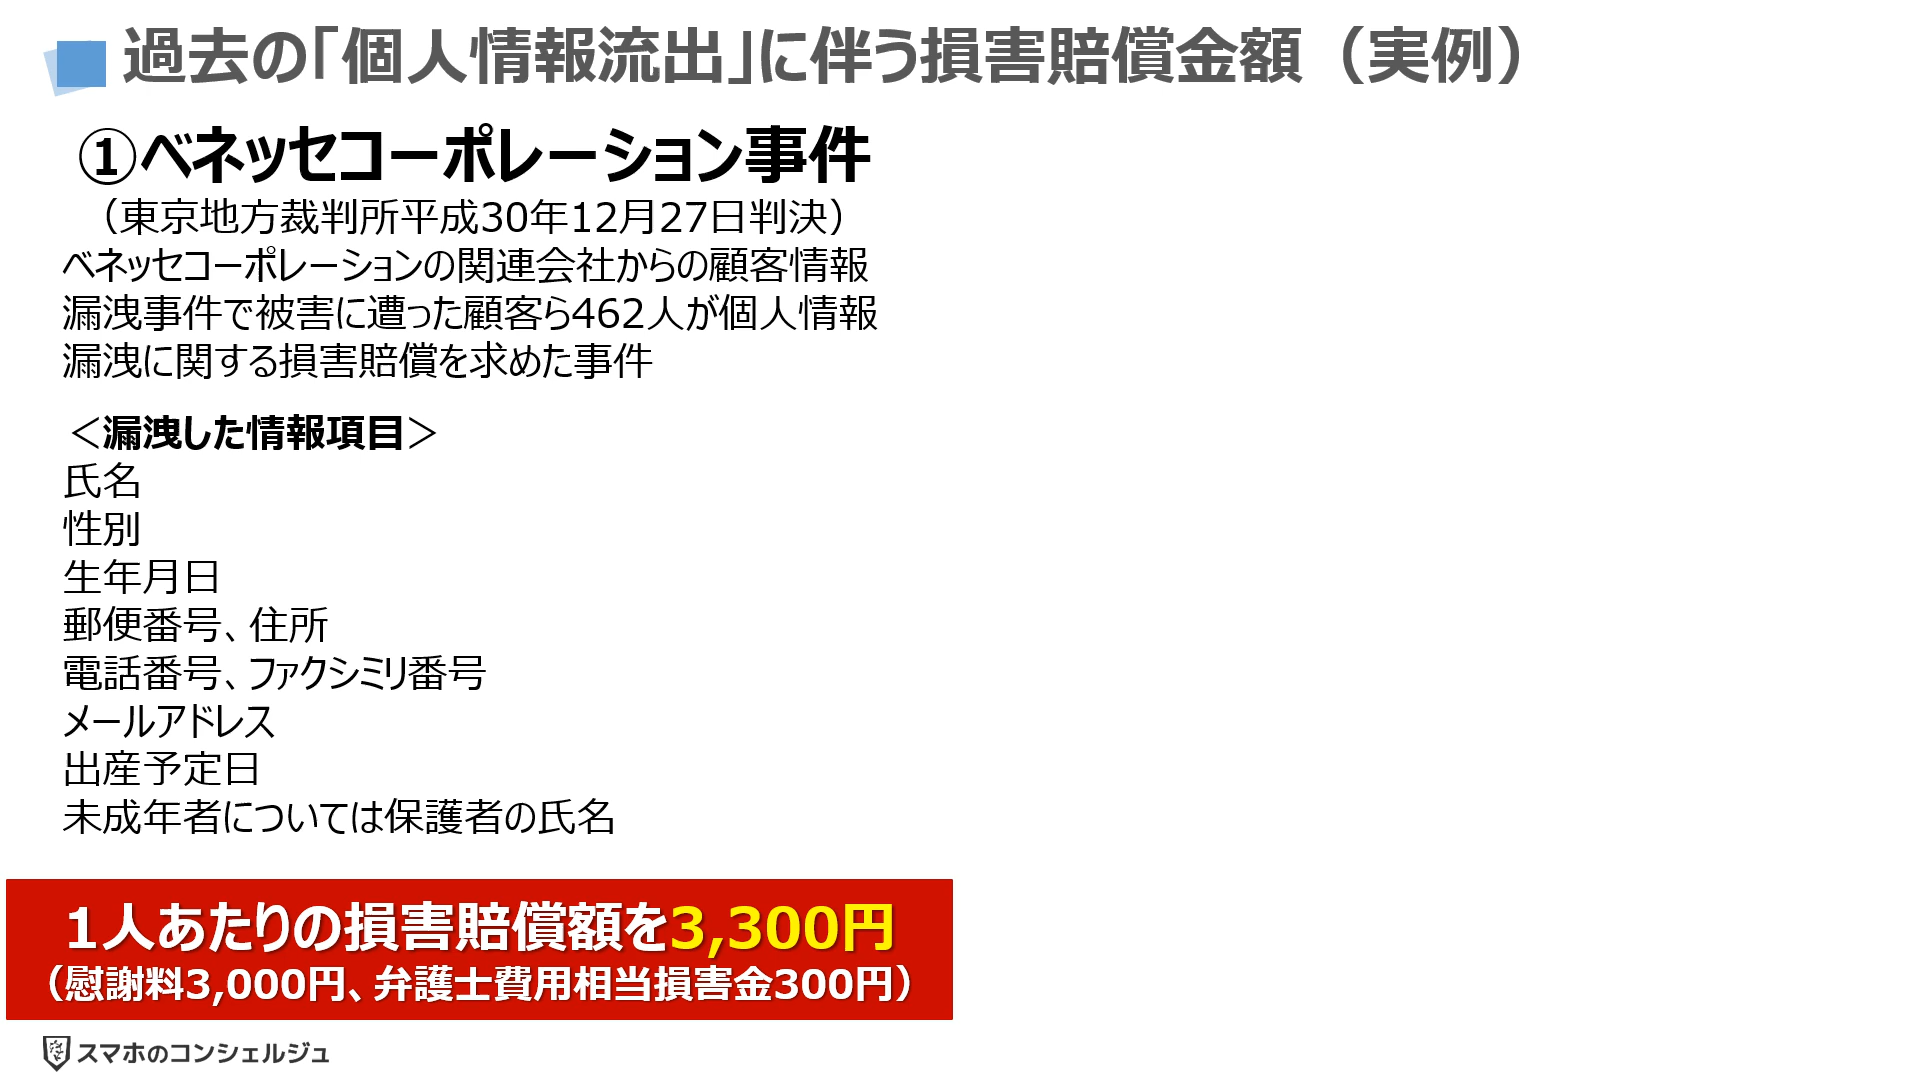 過去の「個人情報流出」に伴う損害賠償金額（実例）
①ベネッセコーポレーション事件
（東京地方裁判所平成30年12月27日判決）
ベネッセコーポレーションの関連会社からの顧客情報
漏洩事件で被害に遭った顧客ら462人が個人情報
漏洩に関する損害賠償を求めた事件
＜漏洩した情報項目＞
氏名
性別
生年月日
郵便番号、住所
電話番号、ファクシミリ番号
メールアドレス
出産予定日
未成年者については保護者の氏名
１人あたりの損害賠償額を3,300円
（慰謝料3,000円、弁護士費用相当損害金300円）
スマホのコンシェルジュ